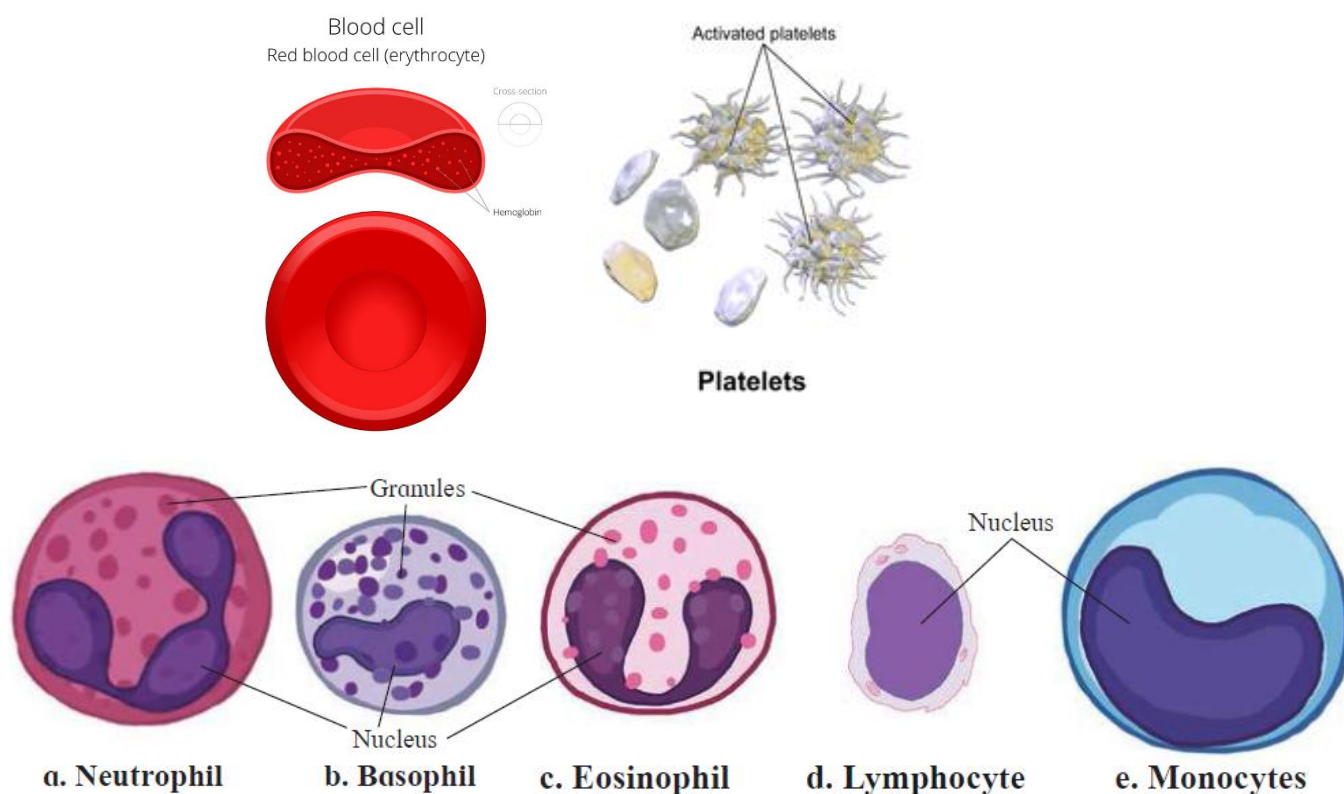 Blood cell
Red blood cell (erythrocyte)
Cross-section
Hemoglobin
Activated platelets
Platelets
Granules
Nucleus
Nucleus
a. Neutrophil
b. Basophil
c. Eosinophil
d. Lymphocyte
e. Monocytes